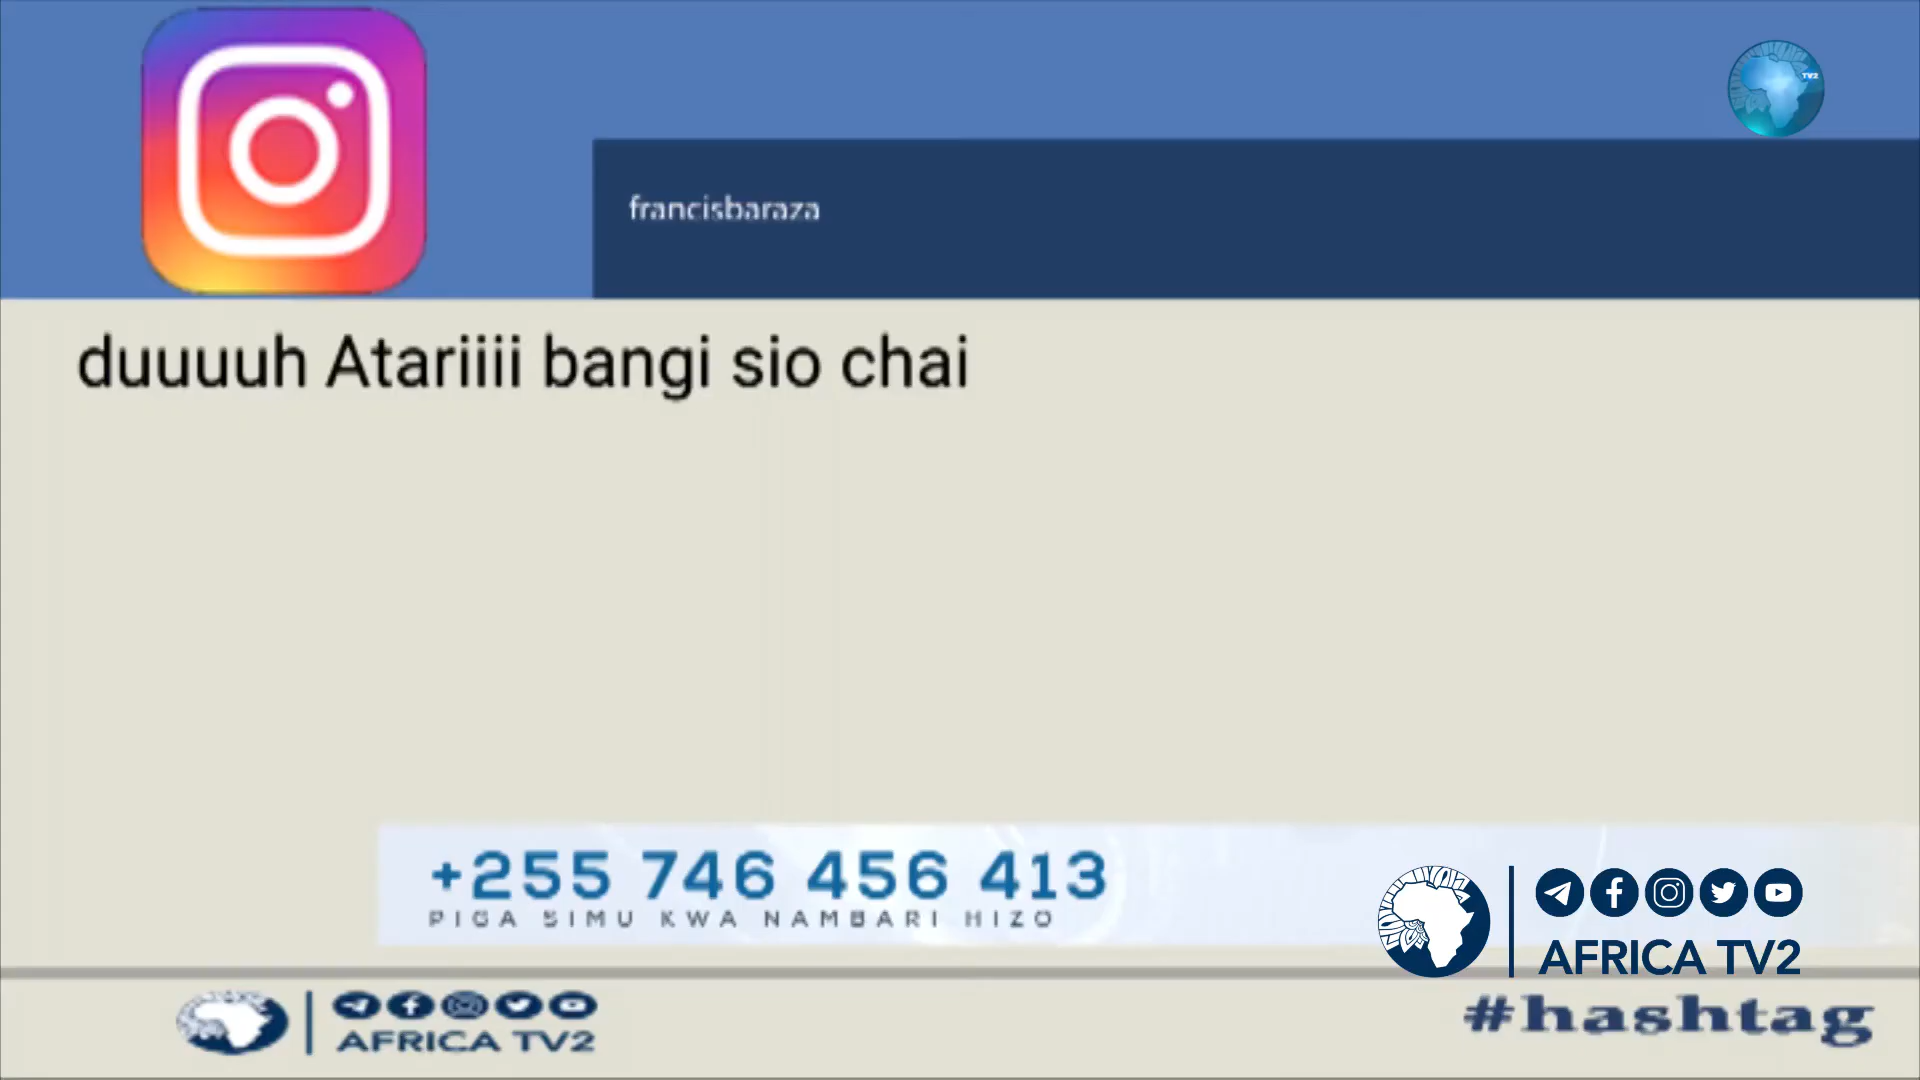 TV2
francisbaraza
duuuuh Atariiii bangi sio chai
+255 746 456 413
PIGA SIMU KWA NAMBARI HIZO
AFRICA TV2
AFRICA TV2
#hashtag